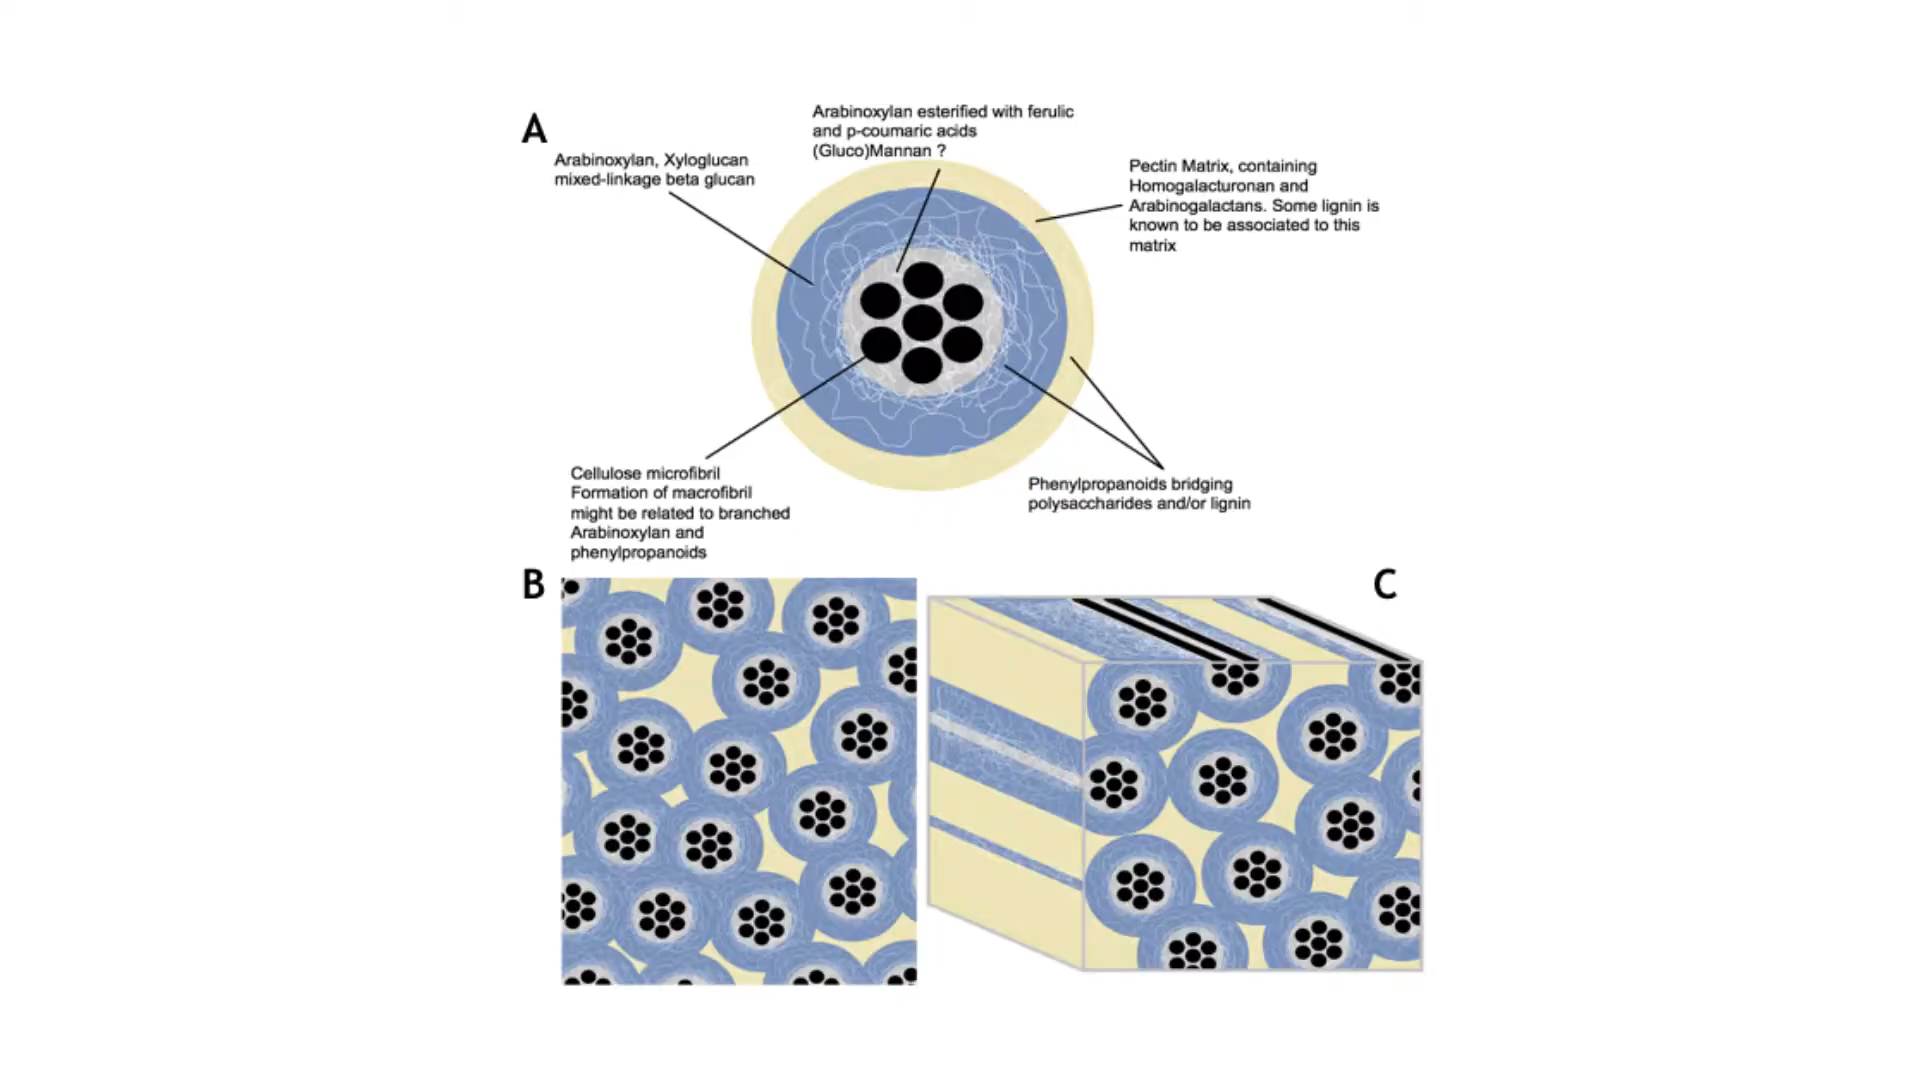 A
Arabinoxylan esterified with ferulic
and p-coumaric acids
(Gluco)Mannan ?
Arabinoxylan, Xyloglucan
mixed-linkage beta glucan
Pectin Matrix, containing
Homogalacturonan and
Arabinogalactans. Some lignin is
known to be associated to this
matrix
Cellulose microfibril
Formation of macrofibril
might be related to branched
Arabinoxylan and
phenylpropanoids
Phenylpropanoids bridging
polysaccharides and/or lignin
B
C